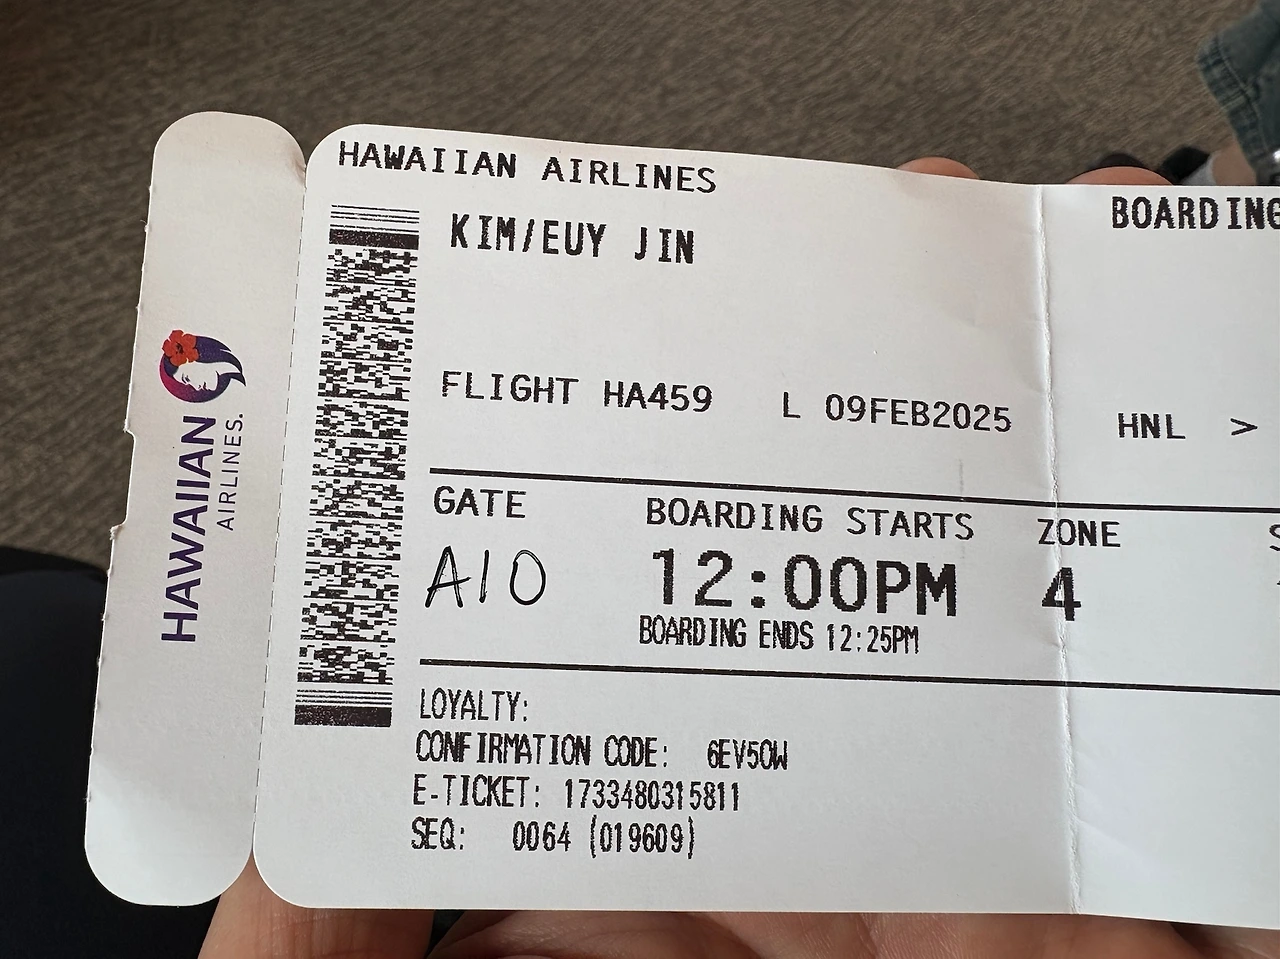 HAWAIIAN AIRLINES
KIM/EUY JIN
BOARDING
FLIGHT HA459 L 09FEB2025 HNL >
GATE BOARDING STARTS ZONE
A10 12:00PM 4
BOARDING ENDS 12:25PM
LOYALTY:
CONFIRMATION CODE: 6EV5OW
E-TICKET: 1733480315811
SEQ: 0064 (019609)
HAWAIIAN
AIRLINES.